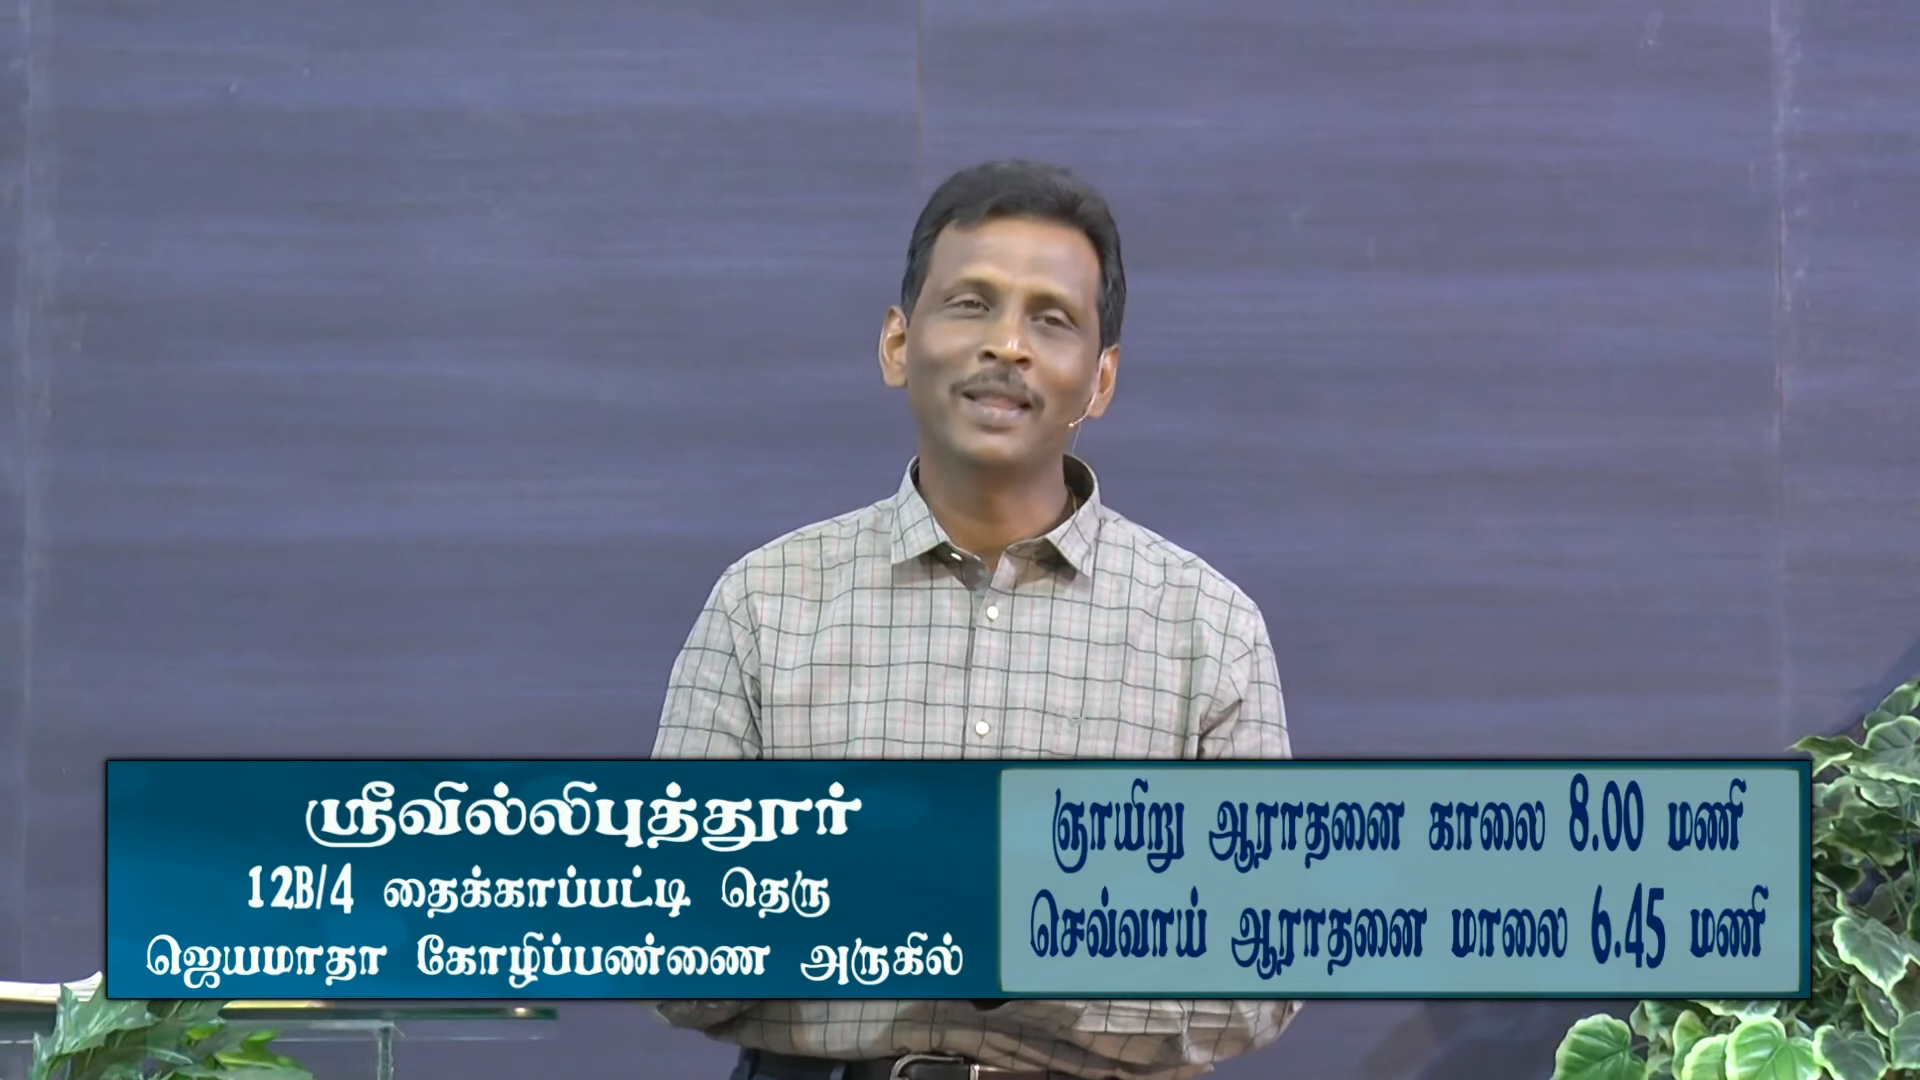 ஸ்ரீவில்லிபுத்தூர்
12B/4 தைக்காப்பட்டி தெரு
ஜெயமாதா கோழிப்பண்ணை அருகில்
ஞாயிறு ஆராதனை காலை 8.00 மணி
செவ்வாய் ஆராதனை மாலை 6.45 மணி